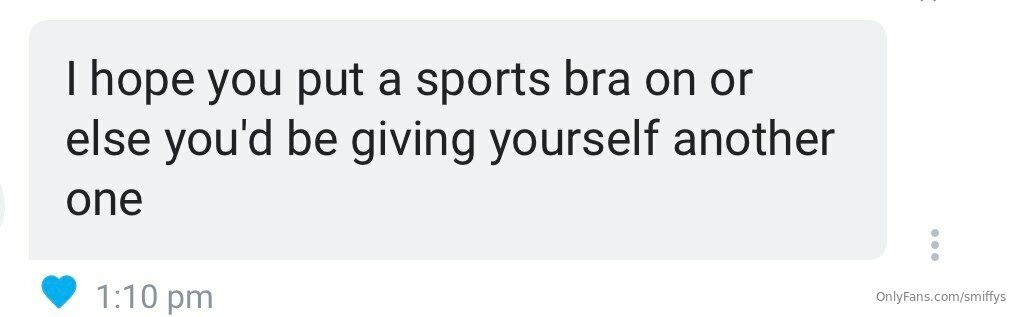 I hope you put a sports bra on or
else you'd be giving yourself another
one
1:10 pm
OnlyFans.com/smiffys